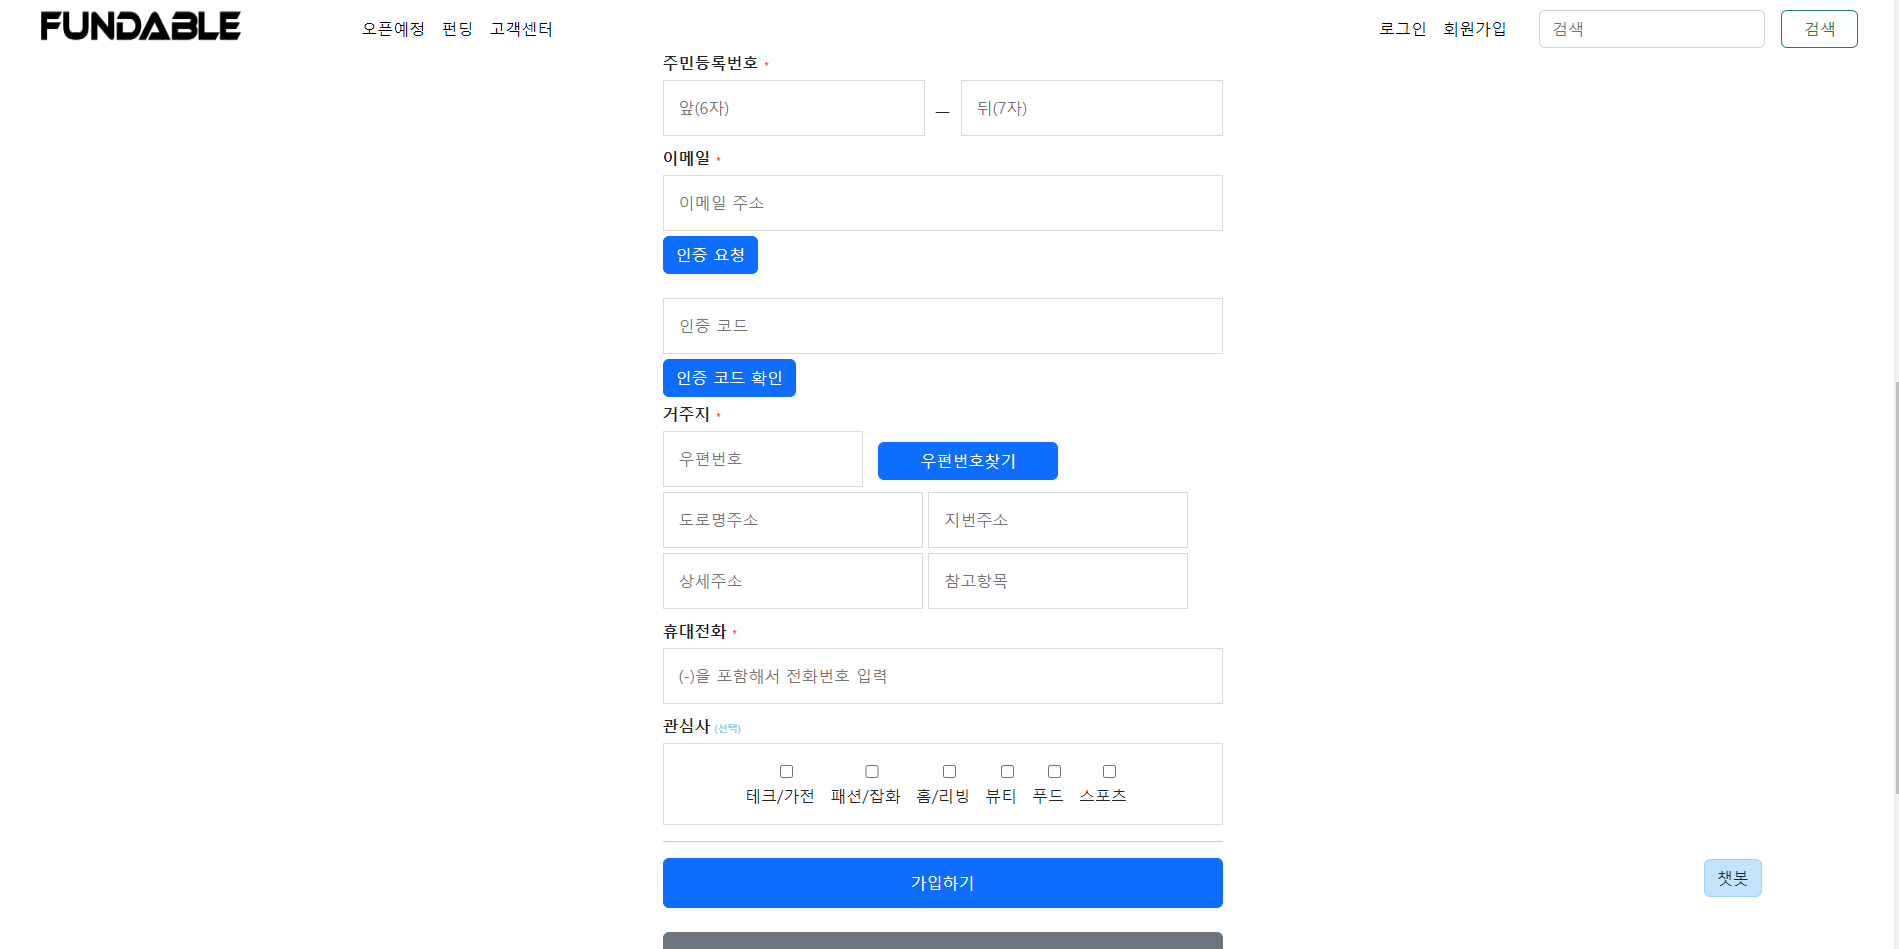 FUNDABLE 오픈예정 펀딩 고객센터 로그인 회원가입 검색 검색
주민등록번호 *
앞(6자) — 뒤(7자)
이메일 *
이메일 주소
인증 요청
인증 코드
인증 코드 확인
거주지 *
우편번호 우편번호찾기
도로명주소 지번주소
상세주소 참고항목
휴대전화 *
(-)을 포함해서 전화번호 입력
관심사 (선택)
테크/가전 패션/잡화 홈/리빙 뷰티 푸드 스포츠
가입하기
챗봇